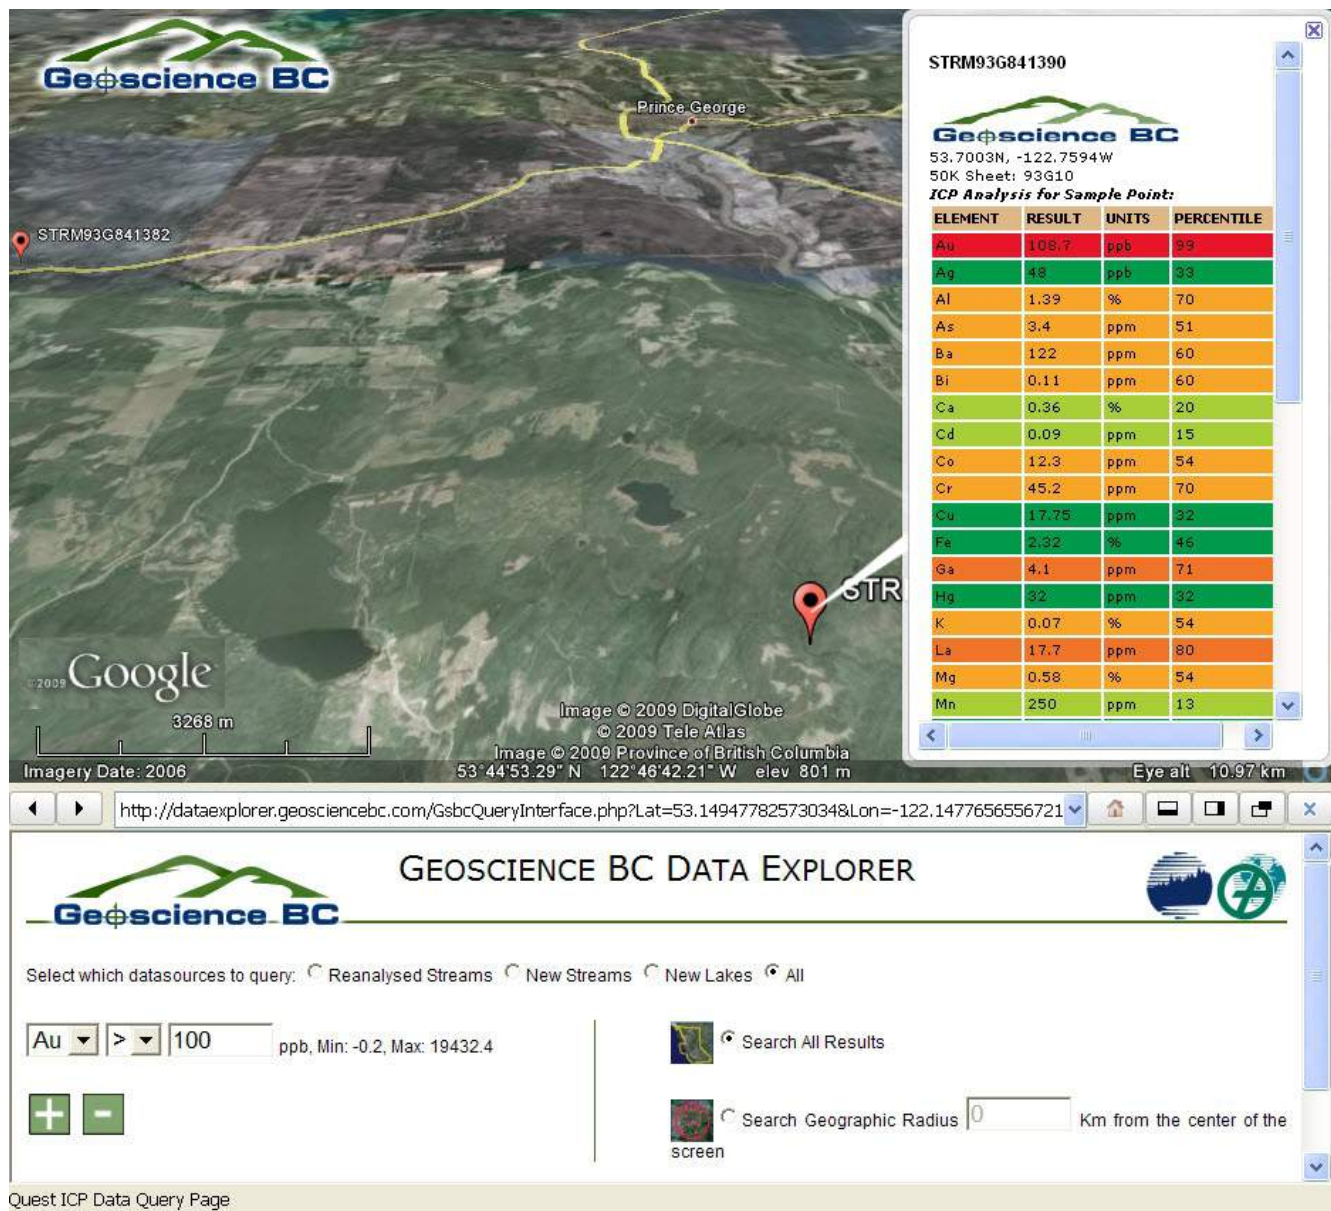 Geoscience BC
Prince George
STRM93G841382
STR
STRM93G841390
Geoscience BC
53.7003N, -122.7594W
50K Sheet: 93G10
ICP Analysis for Sample Point:
ELEMENT RESULT UNITS PERCENTILE
Au 108.7 ppb 99
Ag 48 ppb 33
Al 1.39 % 70
As 3.4 ppm 51
Ba 122 ppm 60
Bi 0.11 ppm 60
Ca 0.36 % 20
Cd 0.09 ppm 15
Co 12.3 ppm 54
Cr 45.2 ppm 70
Cu 17.75 ppm 32
Fe 2.32 % 46
Ga 4.1 ppm 71
Hg 32 ppm 32
K 0.07 % 54
La 17.7 ppm 80
Mg 0.58 % 54
Mn 250 ppm 13
©2009 Google
3268 m
Image © 2009 DigitalGlobe
© 2009 Tele Atlas
Image © 2009 Province of British Columbia
Imagery Date: 2006 53°44'53.29" N 122°46'42.21" W elev 801 m Eye alt 10.97 km
http://dataexplorer.geosciencebc.com/GsbcQueryInterface.php?Lat=53.14947782573034&Lon=-122.1477656556721
Geoscience BC
GEOSCIENCE BC DATA EXPLORER
Select which datasources to query: Reanalysed Streams New Streams New Lakes All
Au > 100 ppb, Min: -0.2, Max: 19432.4
Search All Results
+ -
Search Geographic Radius 0 Km from the center of the
screen
Quest ICP Data Query Page